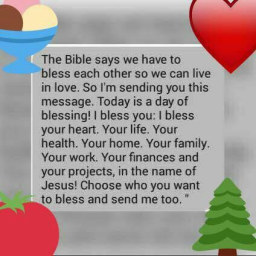 The Bible says we have to
bless each other so we can live
in love. So I'm sending you this
message. Today is a day of
blessing! I bless you: I bless
your heart. Your life. Your
health. Your home. Your family.
Your work. Your finances and
your projects, in the name of
Jesus! Choose who you want
to bless and send me too. "